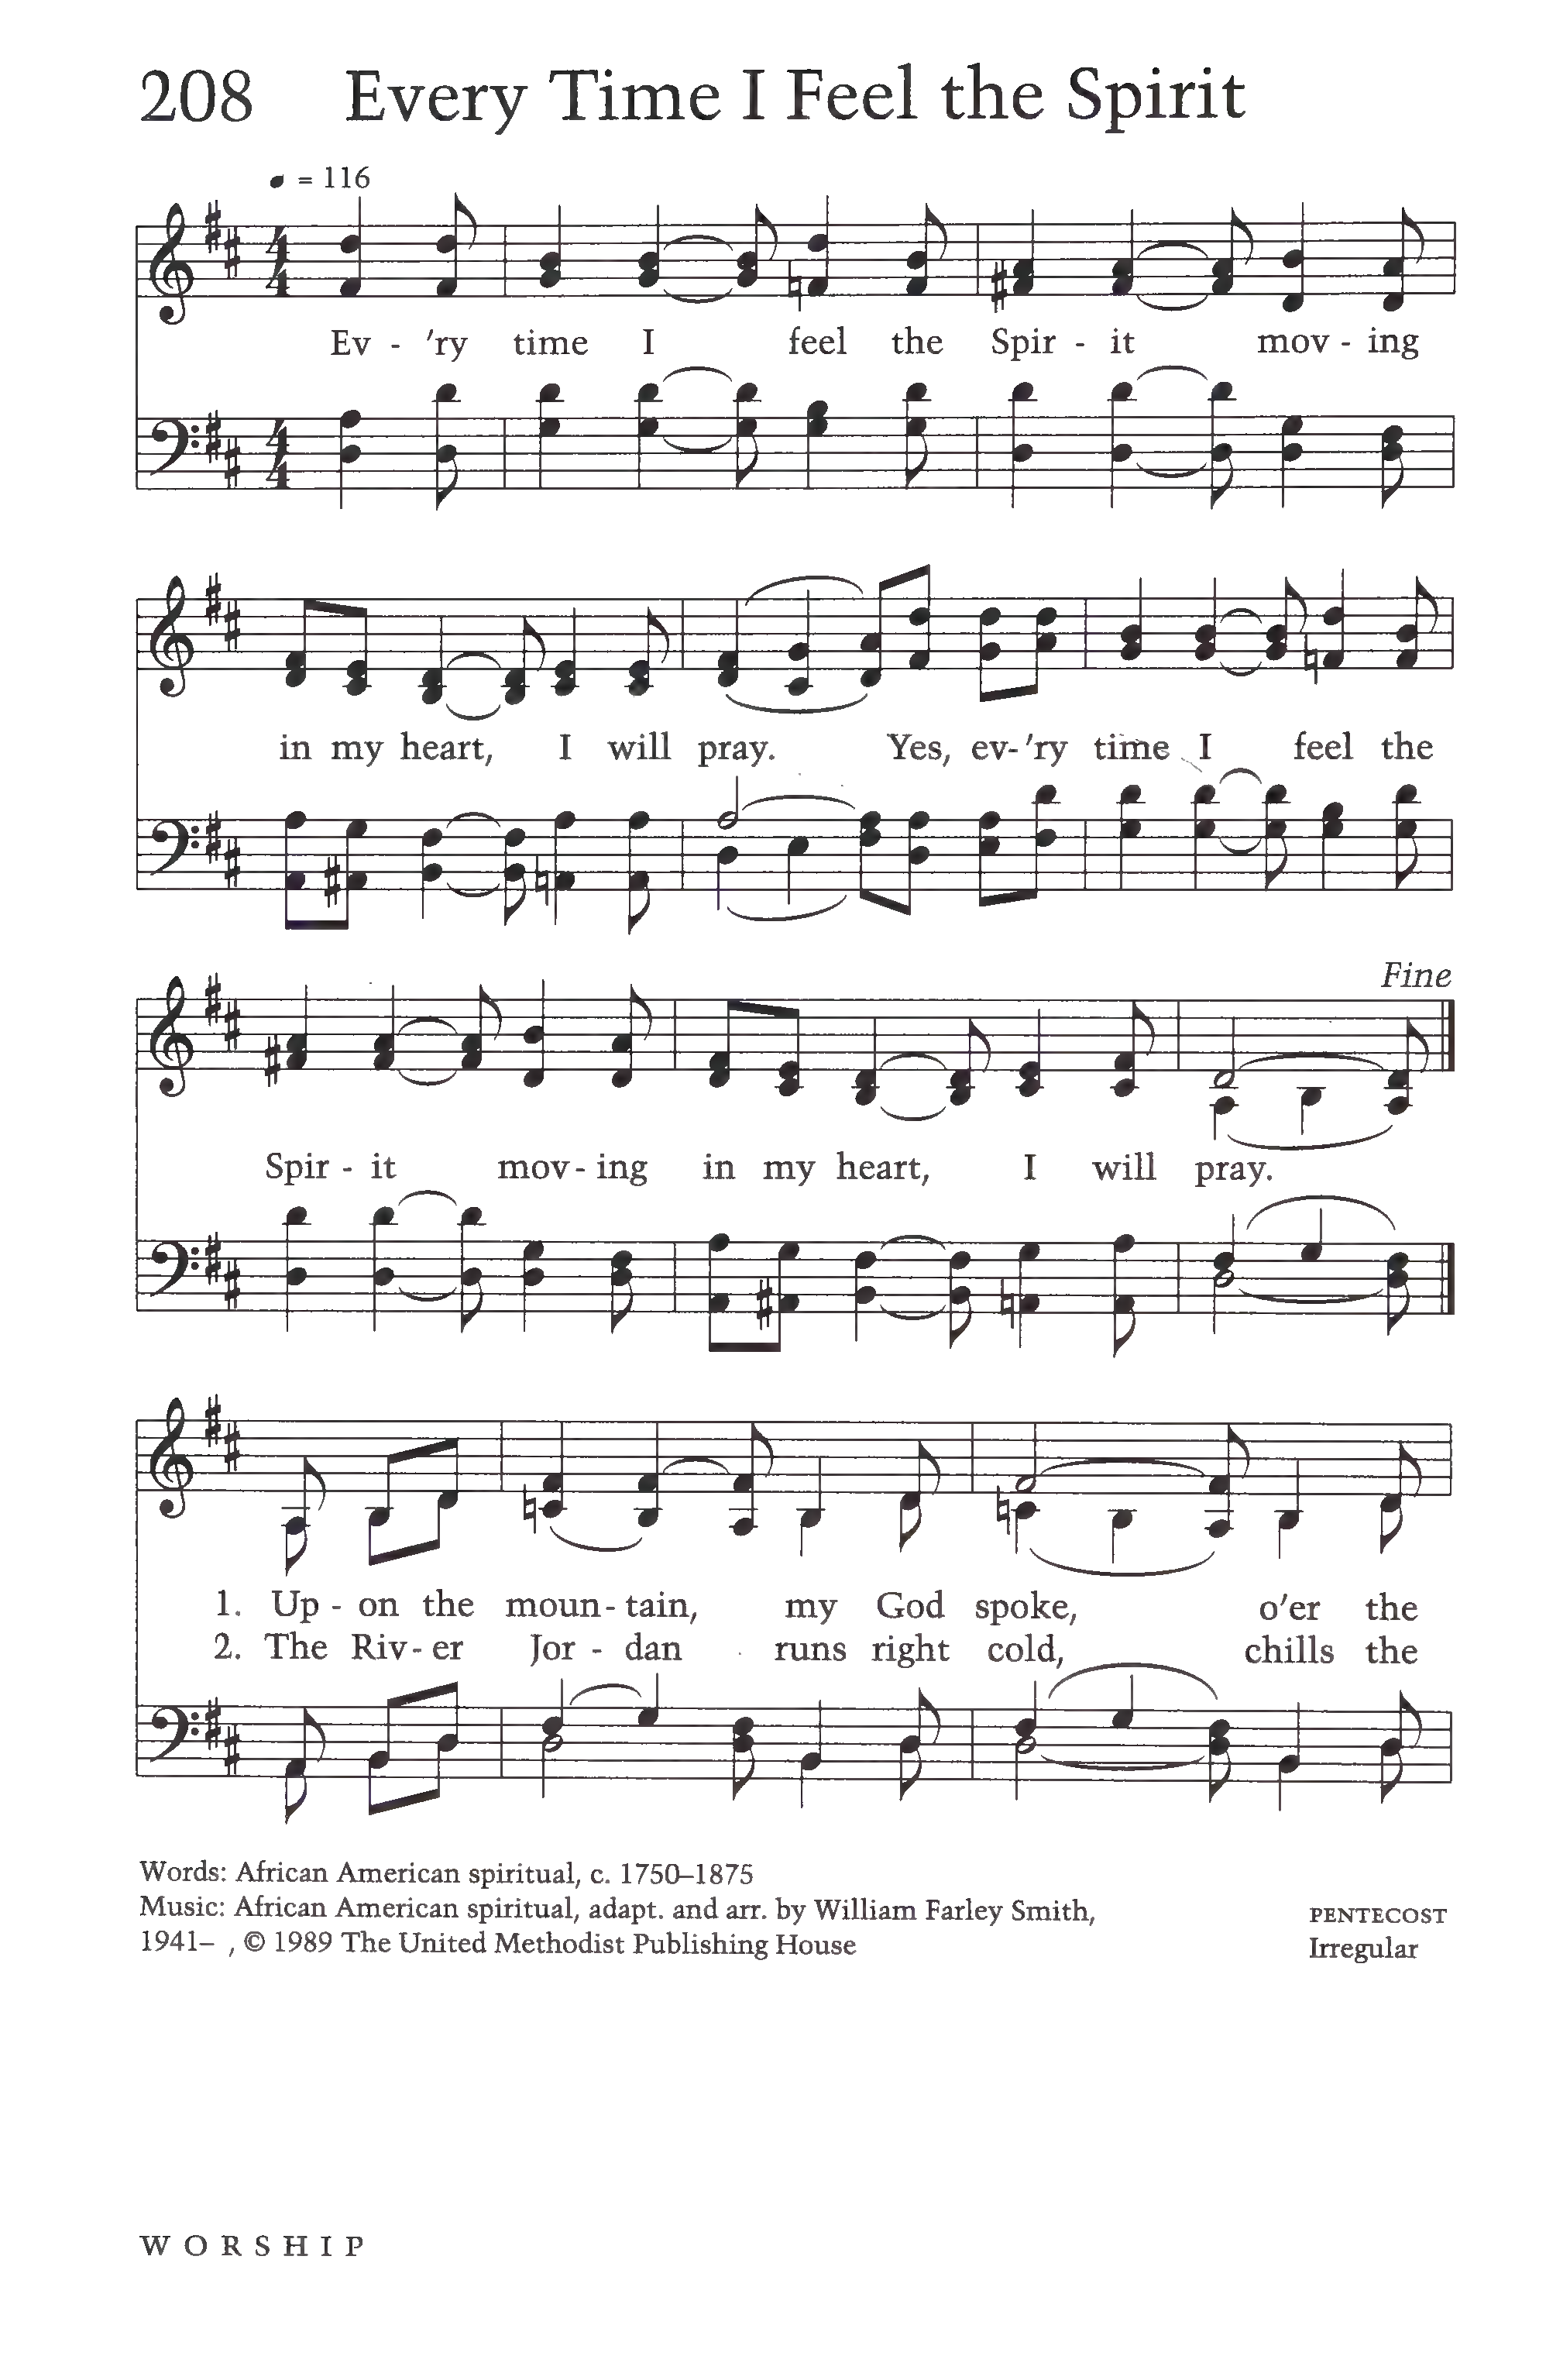 208 Every Time I Feel the Spirit
♩ = 116
4/4
Ev - 'ry time I feel the Spir - it mov - ing
in my heart, I will pray. Yes, ev- 'ry time I feel the
Fine
Spir - it mov - ing in my heart, I will pray.
1. Up - on the moun - tain, my God spoke, o'er the
2. The Riv - er Jor - dan runs right cold, chills the
Words: African American spiritual, c. 1750–1875
Music: African American spiritual, adapt. and arr. by William Farley Smith,
1941– , © 1989 The United Methodist Publishing House
PENTECOST
Irregular
WORSHIP